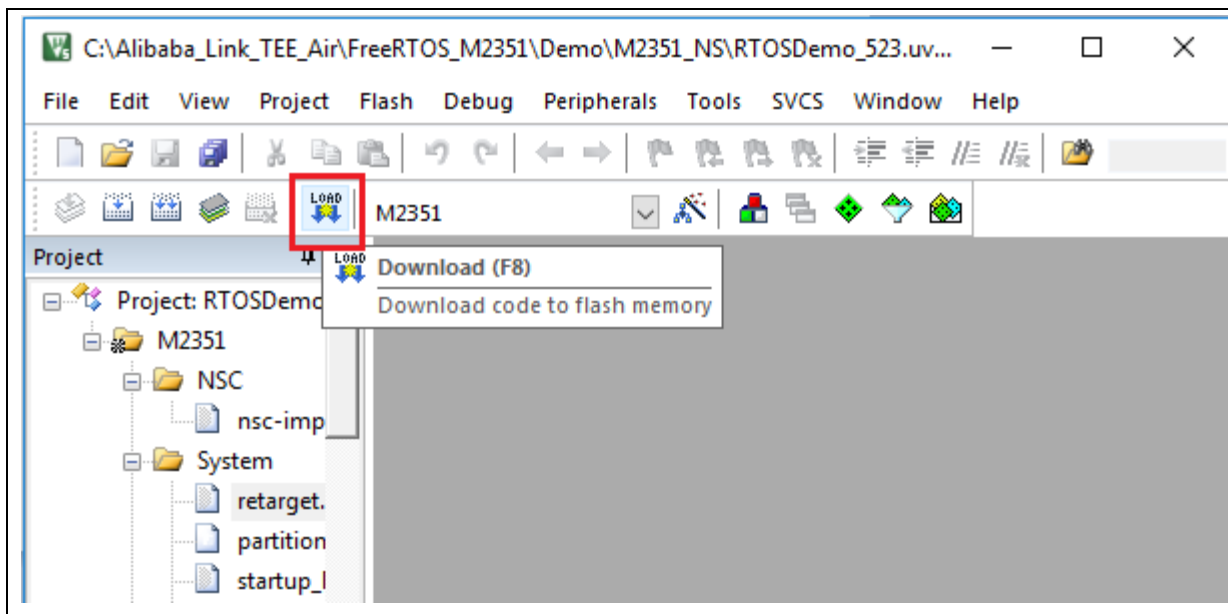 C:\Alibaba_Link_TEE_Air\FreeRTOS_M2351\Demo\M2351_NS\RTOSDemo_523.uv...
File Edit View Project Flash Debug Peripherals Tools SVCS Window Help
LOAD M2351
Project
LOAD Download (F8)
Download code to flash memory
Project: RTOSDemo
M2351
NSC
nsc-imp
System
retarget.
partition
startup_